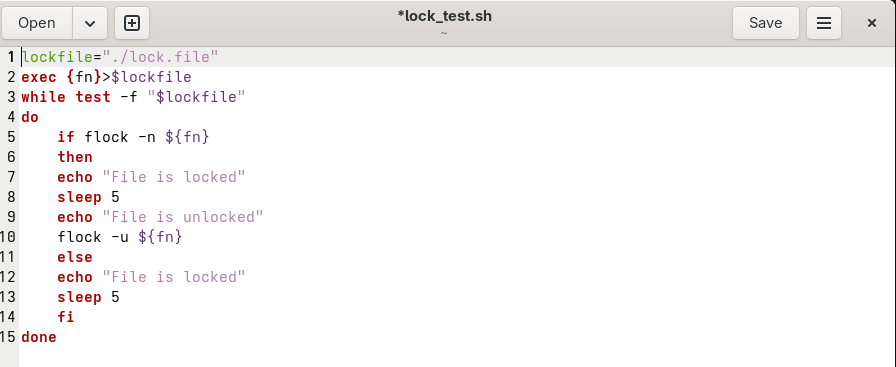 Open
*lock_test.sh
~
Save
1 lockfile="./lock.file"
2 exec {fn}>$lockfile
3 while test -f "$lockfile"
4 do
5     if flock -n ${fn}
6     then
7     echo "File is locked"
8     sleep 5
9     echo "File is unlocked"
10     flock -u ${fn}
11     else
12     echo "File is locked"
13     sleep 5
14     fi
15 done